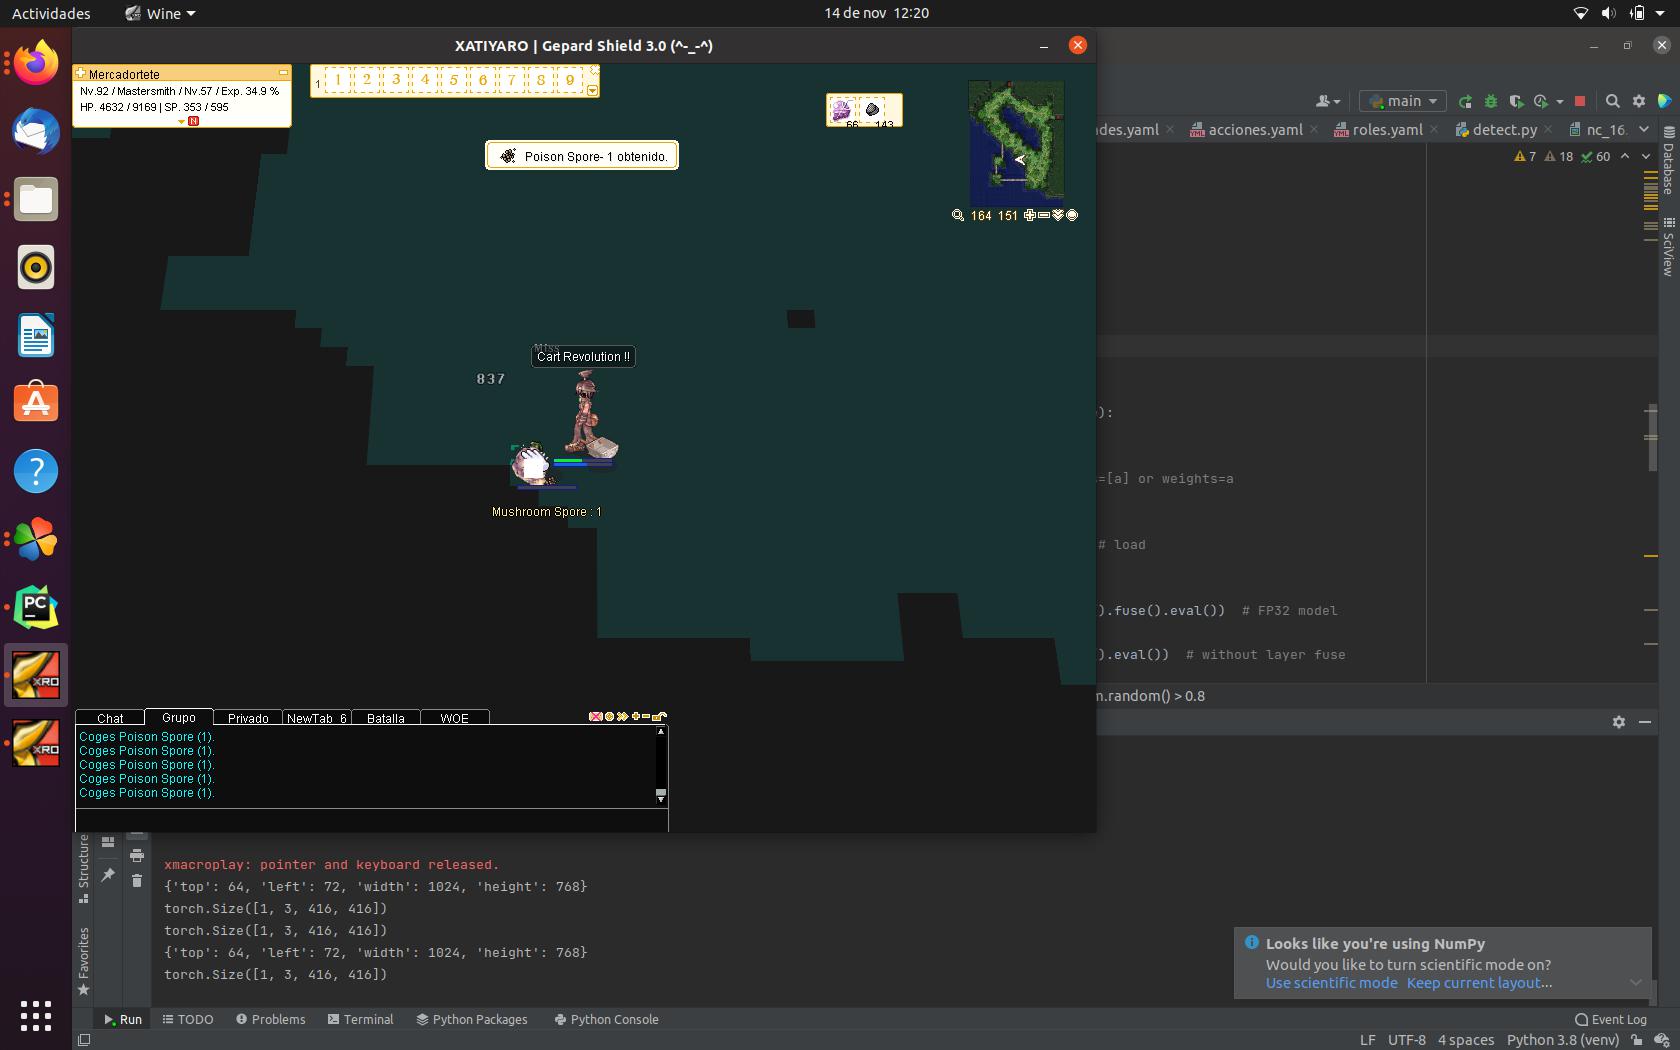 Actividades
Wine
14 de nov  12:20
XATIYARO | Gepard Shield 3.0 (^-_-^)
Mercadortete
Nv.92 / Mastersmith / Nv.57 / Exp. 34.9 %
HP. 4632 / 9169 | SP. 353 / 595
N
1 1 2 3 4 5 6 7 8 9
66 143
Poison Spore- 1 obtenido.
164 151
Miss
Cart Revolution !!
837
Mushroom Spore : 1
main
des.yaml
acciones.yaml
roles.yaml
detect.py
nc_16.
7 18 60
Database
SciView
):
=[a] or weights=a
# load
).fuse().eval())  # FP32 model
).eval())  # without layer fuse
m.random() > 0.8
Chat Grupo Privado NewTab_6 Batalla WOE
Coges Poison Spore (1).
Coges Poison Spore (1).
Coges Poison Spore (1).
Coges Poison Spore (1).
Coges Poison Spore (1).
Structure
Favorites
xmacroplay: pointer and keyboard released.
{'top': 64, 'left': 72, 'width': 1024, 'height': 768}
torch.Size([1, 3, 416, 416])
torch.Size([1, 3, 416, 416])
{'top': 64, 'left': 72, 'width': 1024, 'height': 768}
torch.Size([1, 3, 416, 416])
Looks like you're using NumPy
Would you like to turn scientific mode on?
Use scientific mode Keep current layout...
PC
XRO
XRO
Run TODO Problems Terminal Python Packages Python Console
Event Log
LF UTF-8 4 spaces Python 3.8 (venv)